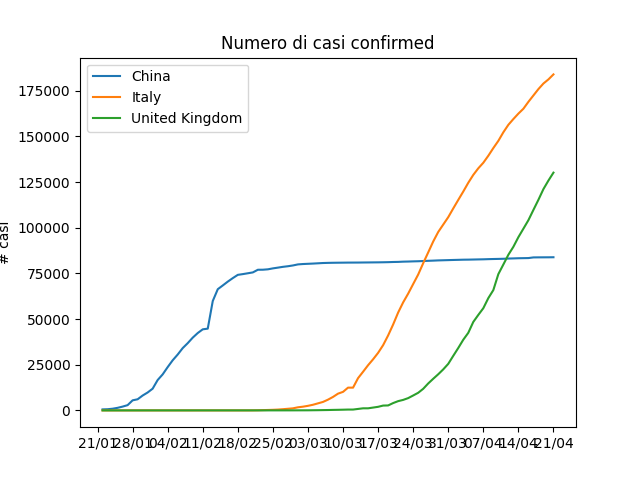 Numero di casi confirmed
China
Italy
United Kingdom
175000
150000
125000
100000
75000
50000
25000
0
# casi
21/01 28/01 04/02 11/02 18/02 25/02 03/03 10/03 17/03 24/03 31/03 07/04 14/04 21/04